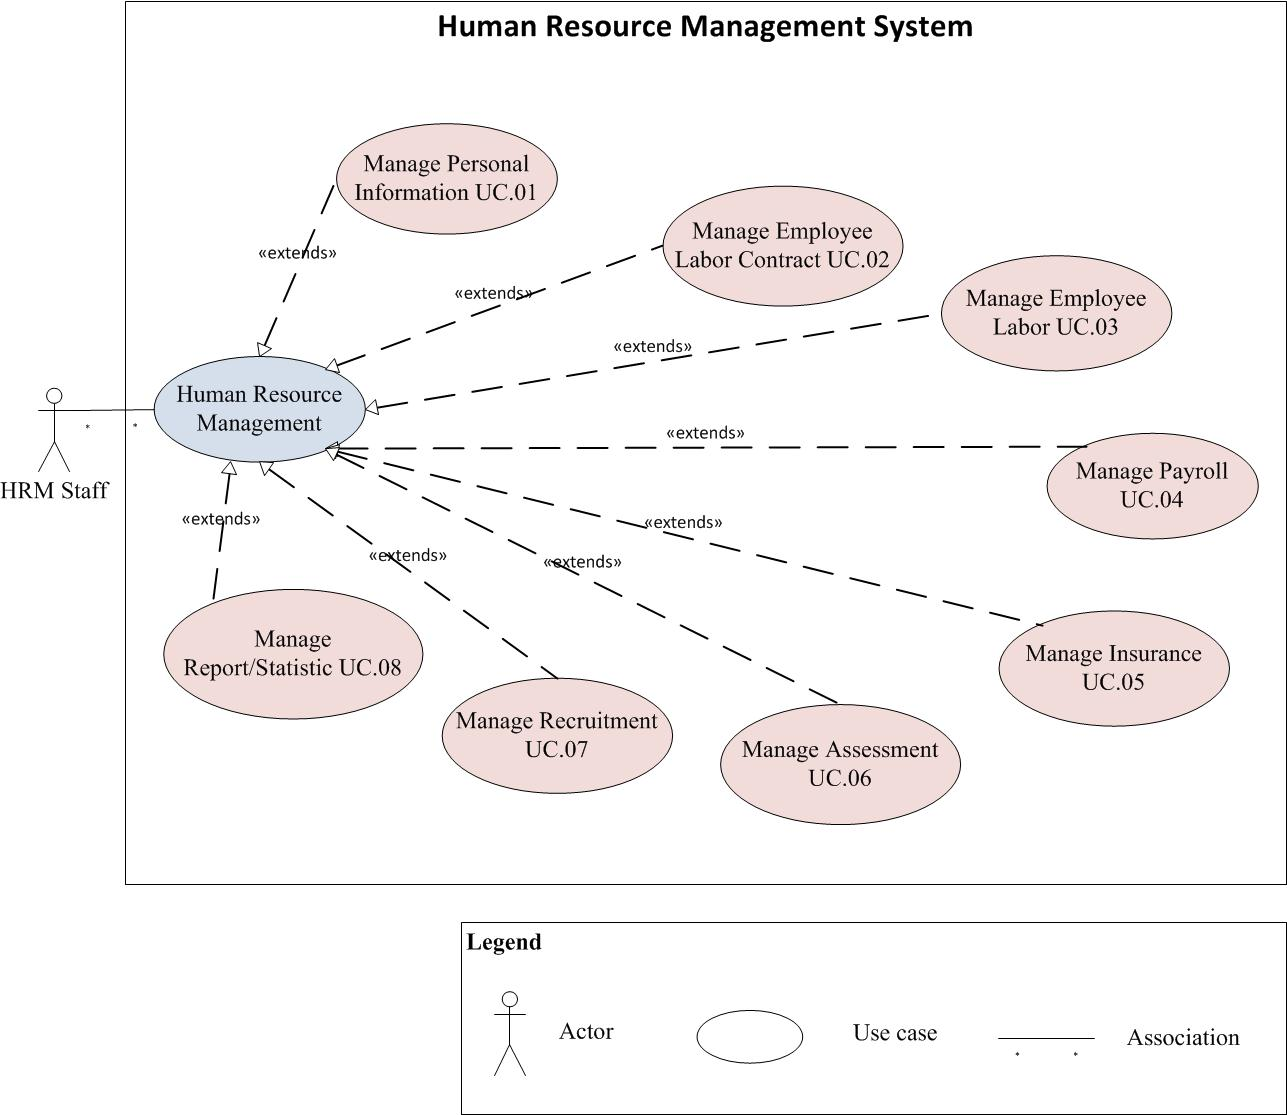 Human Resource Management System
Manage Personal
Information UC.01
Manage Employee
Labor Contract UC.02
«extends»
«extends»
Manage Employee
Labor UC.03
«extends»
Human Resource
Management
* *
HRM Staff
«extends»
Manage Payroll
UC.04
«extends»
«extends»
«extends»
«extends»
Manage
Report/Statistic UC.08
Manage Insurance
UC.05
Manage Recruitment
UC.07
Manage Assessment
UC.06
Legend
Actor
Use case
Association
* *